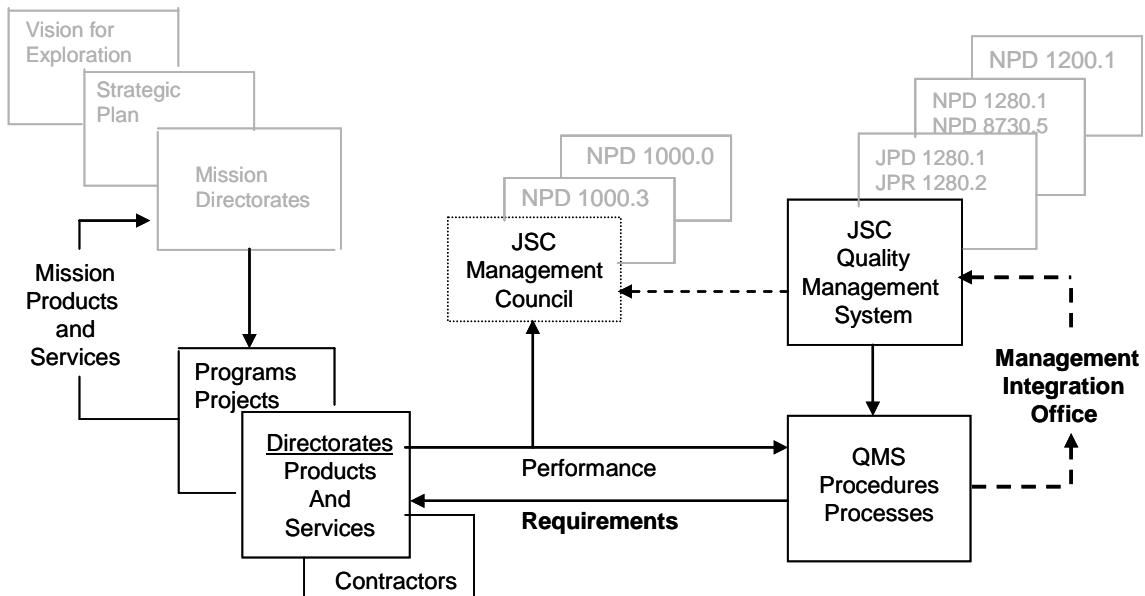 Vision for
Exploration
Strategic
Plan
Mission
Directorates
NPD 1000.0
NPD 1000.3
JSC
Management
Council
NPD 1200.1
NPD 1280.1
NPD 8730.5
JPD 1280.1
JPR 1280.2
JSC
Quality
Management
System
Mission
Products
and
Services
Programs
Projects
Directorates
Products
And
Services
Contractors
Performance
Requirements
QMS
Procedures
Processes
Management
Integration
Office